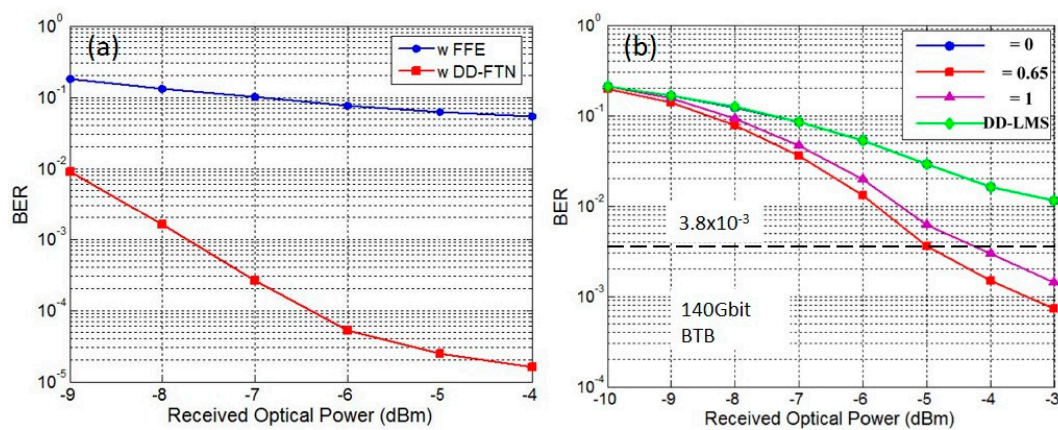 (a)
w FFE
w DD-FTN
10^0
10^-1
10^-2
10^-3
10^-4
10^-5
BER
-9
-8
-7
-6
-5
-4
Received Optical Power (dBm)
(b)
= 0
= 0.65
= 1
DD-LMS
10^0
10^-1
10^-2
10^-3
10^-4
BER
3.8x10^-3
140Gbit
BTB
-10
-9
-8
-7
-6
-5
-4
-3
Received Optical Power (dBm)